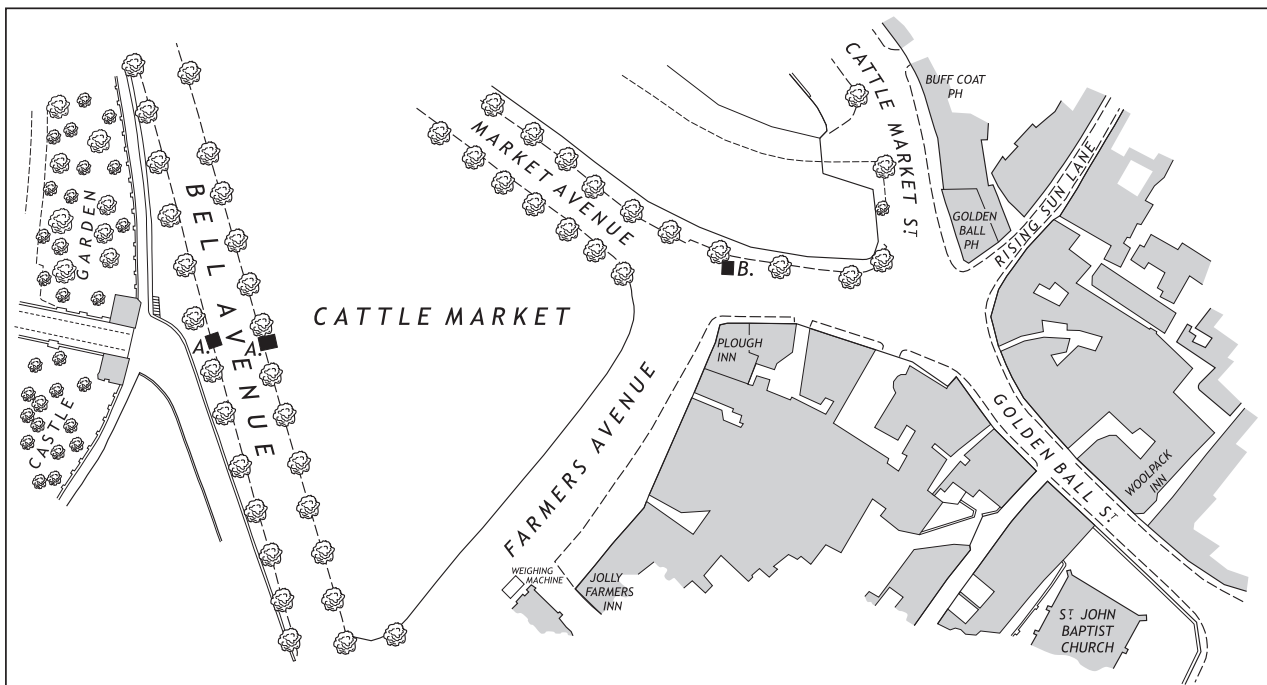 CATTLE MARKET ST
BUFF COAT
PH
MARKET AVENUE
RISING SUN LANE
GARDEN
BELL AVENUE
GOLDEN
BALL
PH
B.
CATTLE MARKET
A.
A.
PLOUGH
INN
CASTLE
FARMERS AVENUE
GOLDEN BALL ST
WOOLPACK
INN
WEIGHING
MACHINE
JOLLY
FARMERS
INN
ST JOHN
BAPTIST
CHURCH